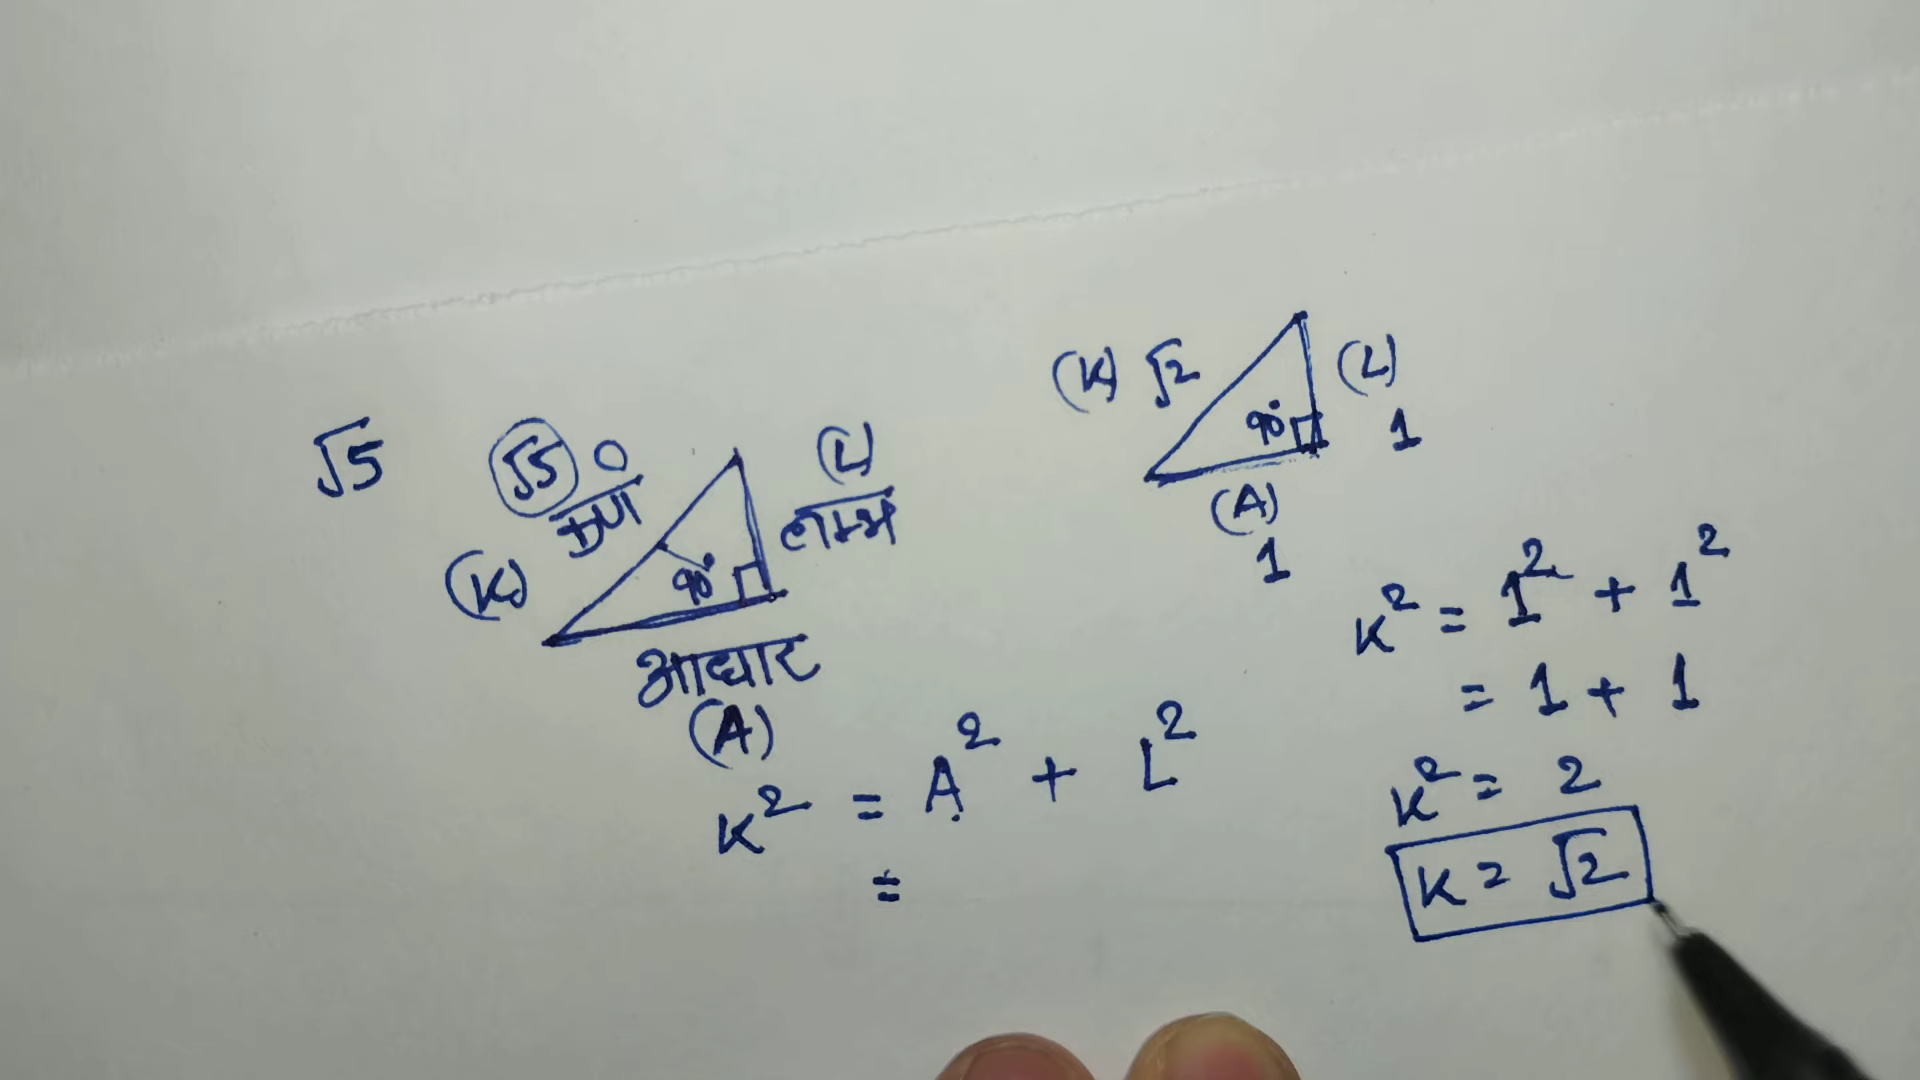 √5
√5
कर्ण
(K)
(L)
लम्ब
90°
आधार
(A)
K² = A² + L²
=
(K) √2
(L)
1
90°
(A)
1
K² = 1² + 1²
= 1 + 1
K² = 2
K = √2